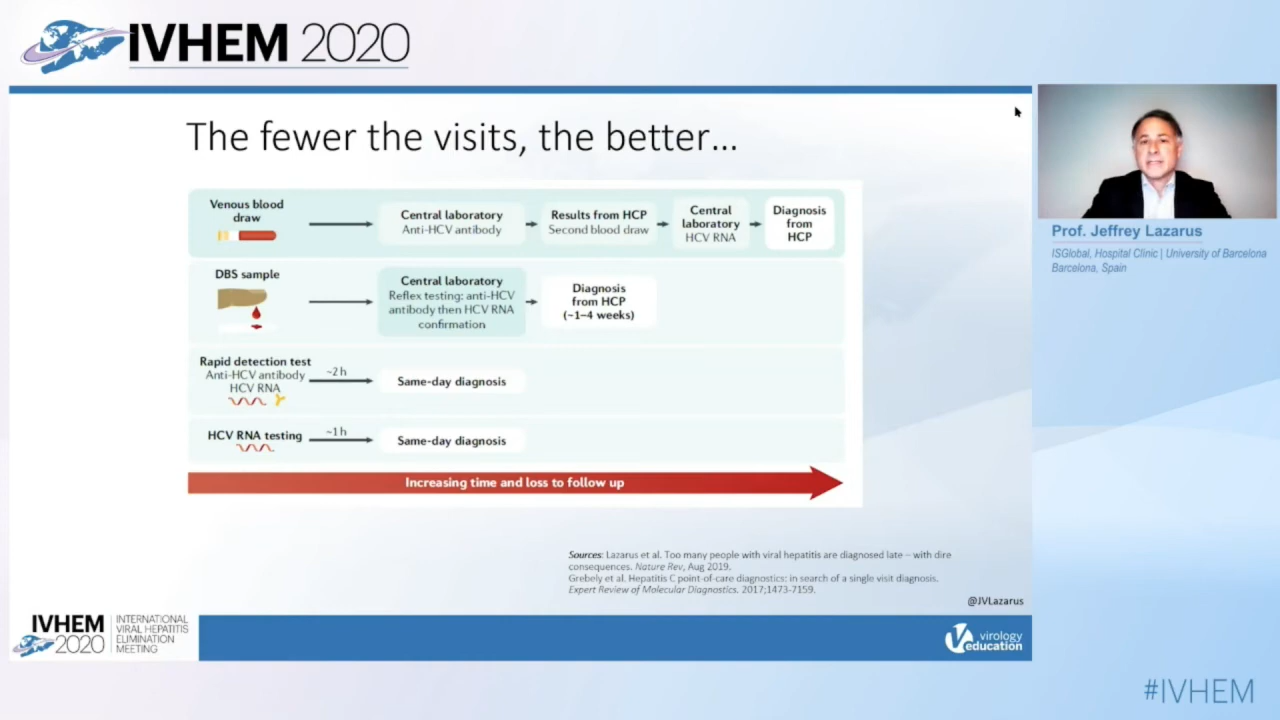 IVHEM 2020
The fewer the visits, the better...
Venous blood
draw
Central laboratory
Anti-HCV antibody
Results from HCP
Second blood draw
Central
laboratory
HCV RNA
Diagnosis
from
HCP
DBS sample
Central laboratory
Reflex testing: anti-HCV
antibody then HCV RNA
confirmation
Diagnosis
from HCP
(~1–4 weeks)
Rapid detection test
Anti-HCV antibody
HCV RNA
~2 h
Same-day diagnosis
HCV RNA testing
~1 h
Same-day diagnosis
Increasing time and loss to follow up
Sources: Lazarus et al. Too many people with viral hepatitis are diagnosed late – with dire
consequences. Nature Rev, Aug 2019.
Grebely et al. Hepatitis C point-of-care diagnostics: in search of a single visit diagnosis.
Expert Review of Molecular Diagnostics. 2017;1473-7159.
@JVLazarus
IVHEM
2020
INTERNATIONAL
VIRAL HEPATITIS
ELIMINATION
MEETING
virology
education
Prof. Jeffrey Lazarus
ISGlobal, Hospital Clinic | University of Barcelona
Barcelona, Spain
#IVHEM